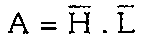 A = H̅ . L̅